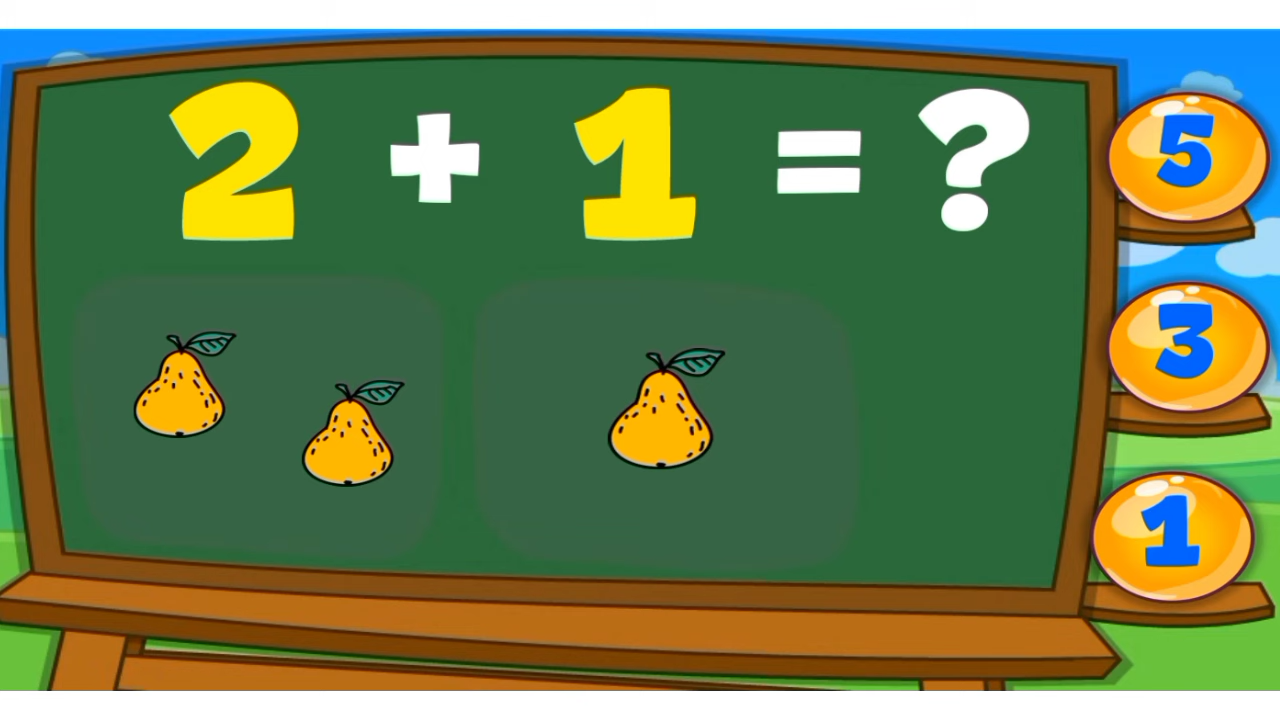 2 + 1 = ?
5
3
1